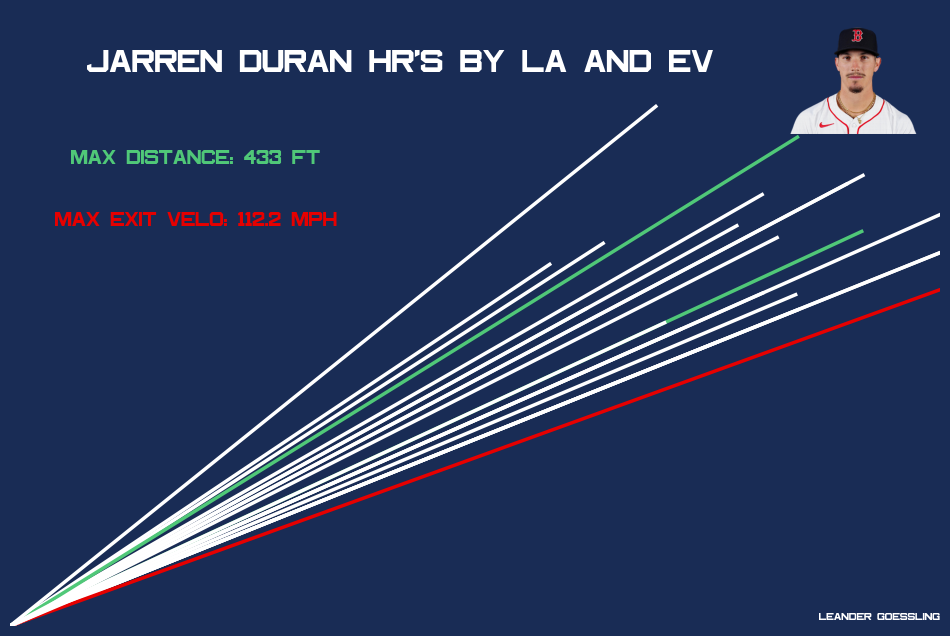 JARREN DURAN HR'S BY LA AND EV
B
MAX DISTANCE: 433 FT
MAX EXIT VELO: 112.2 MPH
LEANDER GOESSLING